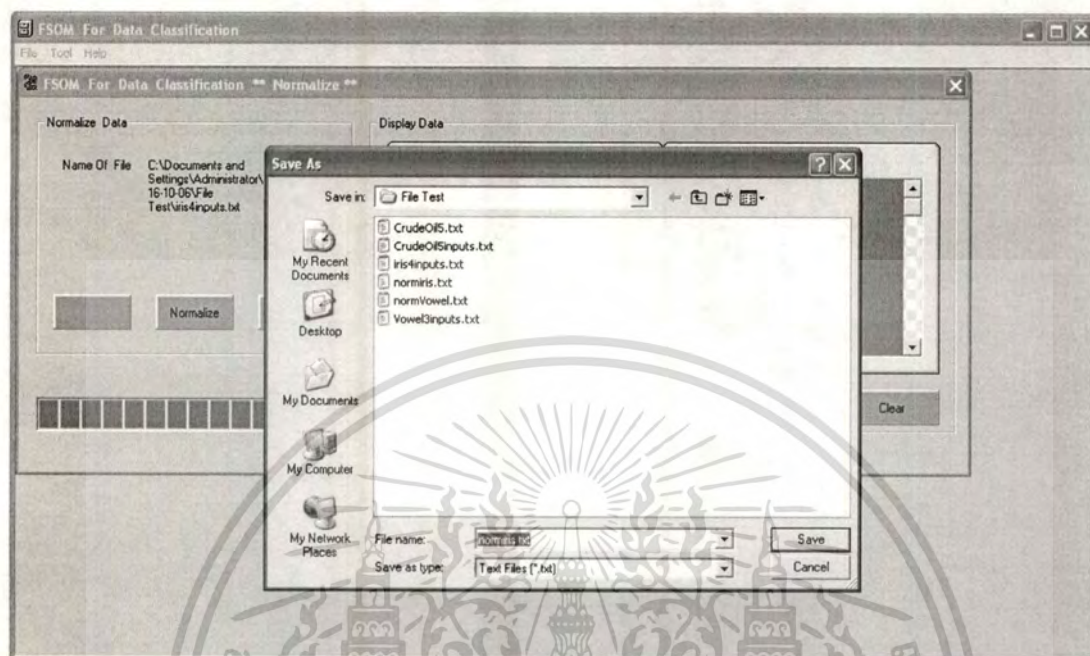 FSOM For Data Classification
File Tool Help
FSOM For Data Classification ** Normalize **
Normalize Data
Display Data
Name Of File
C:\Documents and
Settings\Administrator\
16-10-06\File
Test\iris4inputs.txt
Normalize
Clear
Save As
Save in:
File Test
My Recent
Documents
Desktop
My Documents
My Computer
My Network
Places
CrudeOil5.txt
CrudeOil5inputs.txt
iris4inputs.txt
normiris.txt
normVowel.txt
Vowel3inputs.txt
File name:
normiris.txt
Save
Save as type:
Text Files (*.txt)
Cancel